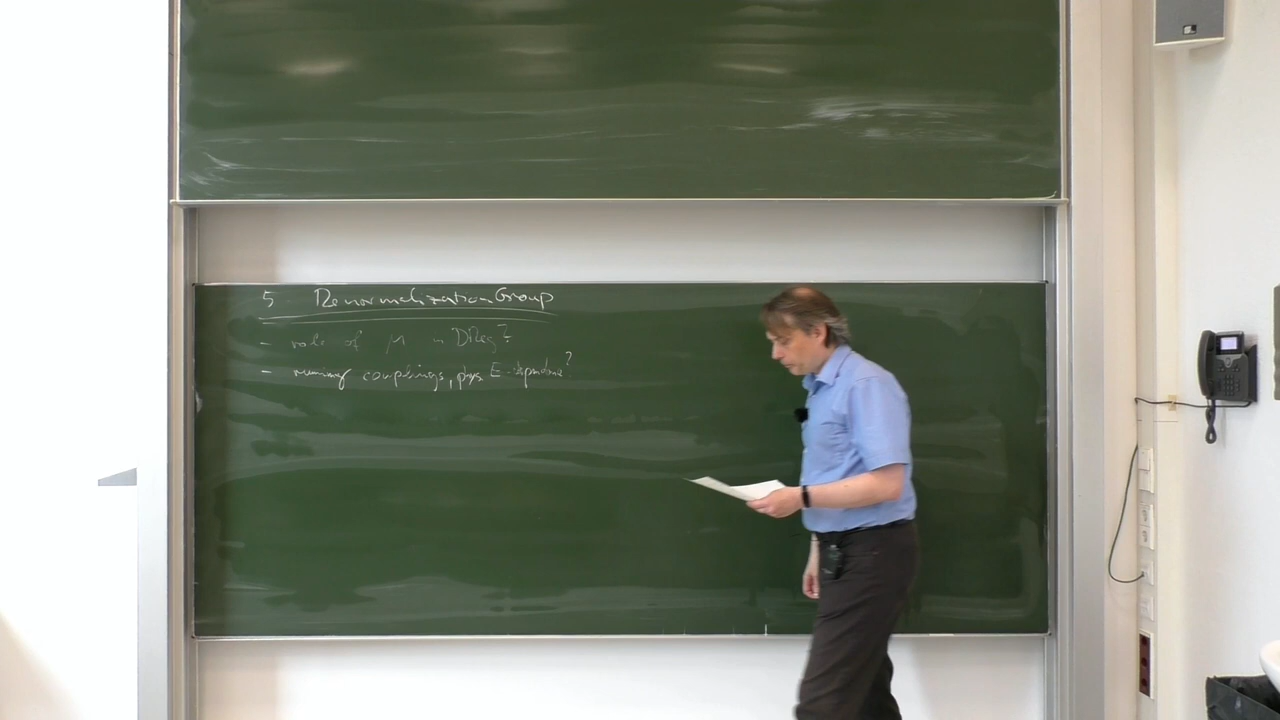 5 Renormalization Group
- role of μ in DReg?
- running couplings, phys. E-dependence?